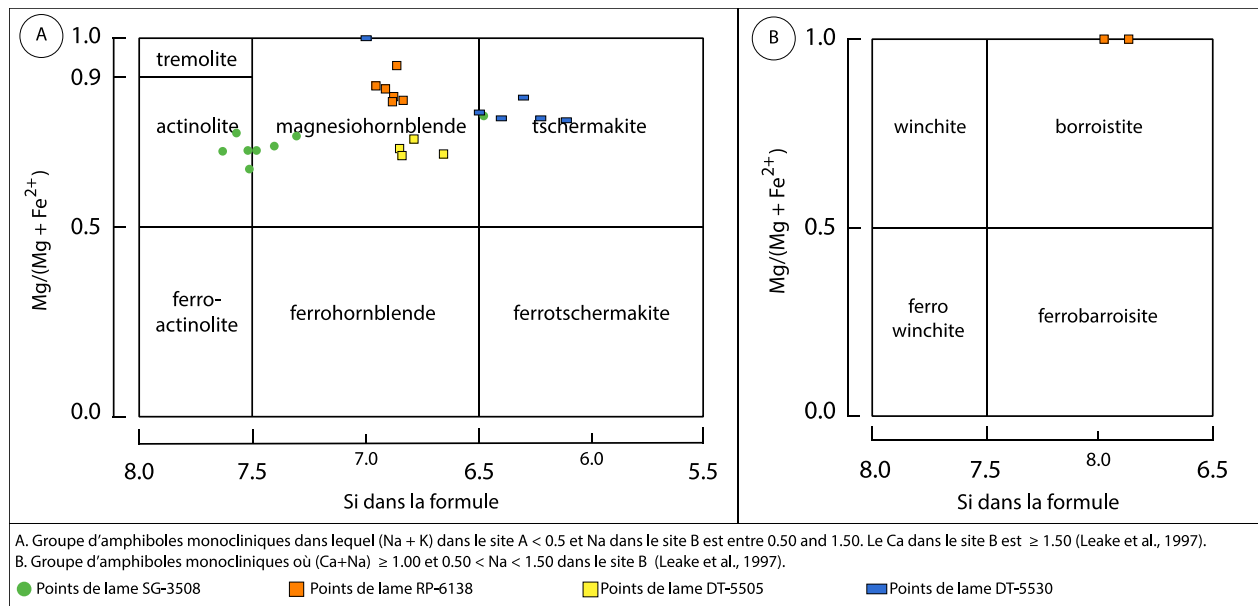 A
1.0
0.9
0.5
0.0
Mg/(Mg + Fe²⁺)
tremolite
actinolite
magnesiohornblende
tschermakite
ferro-
actinolite
ferrohornblende
ferrotschermakite
8.0
7.5
7.0
6.5
6.0
5.5
Si dans la formule
B
1.0
0.5
0.0
Mg/(Mg + Fe²⁺)
winchite
borroistite
ferro
winchite
ferrobarroisite
8.0
7.5
8.0
6.5
Si dans la formule
A. Groupe d'amphiboles monocliniques dans lequel (Na + K) dans le site A < 0.5 et Na dans le site B est entre 0.50 and 1.50. Le Ca dans le site B est ≥ 1.50 (Leake et al., 1997).
B. Groupe d'amphiboles monocliniques où (Ca+Na) ≥ 1.00 et 0.50 < Na < 1.50 dans le site B (Leake et al., 1997).
Points de lame SG-3508 Points de lame RP-6138 Points de lame DT-5505 Points de lame DT-5530